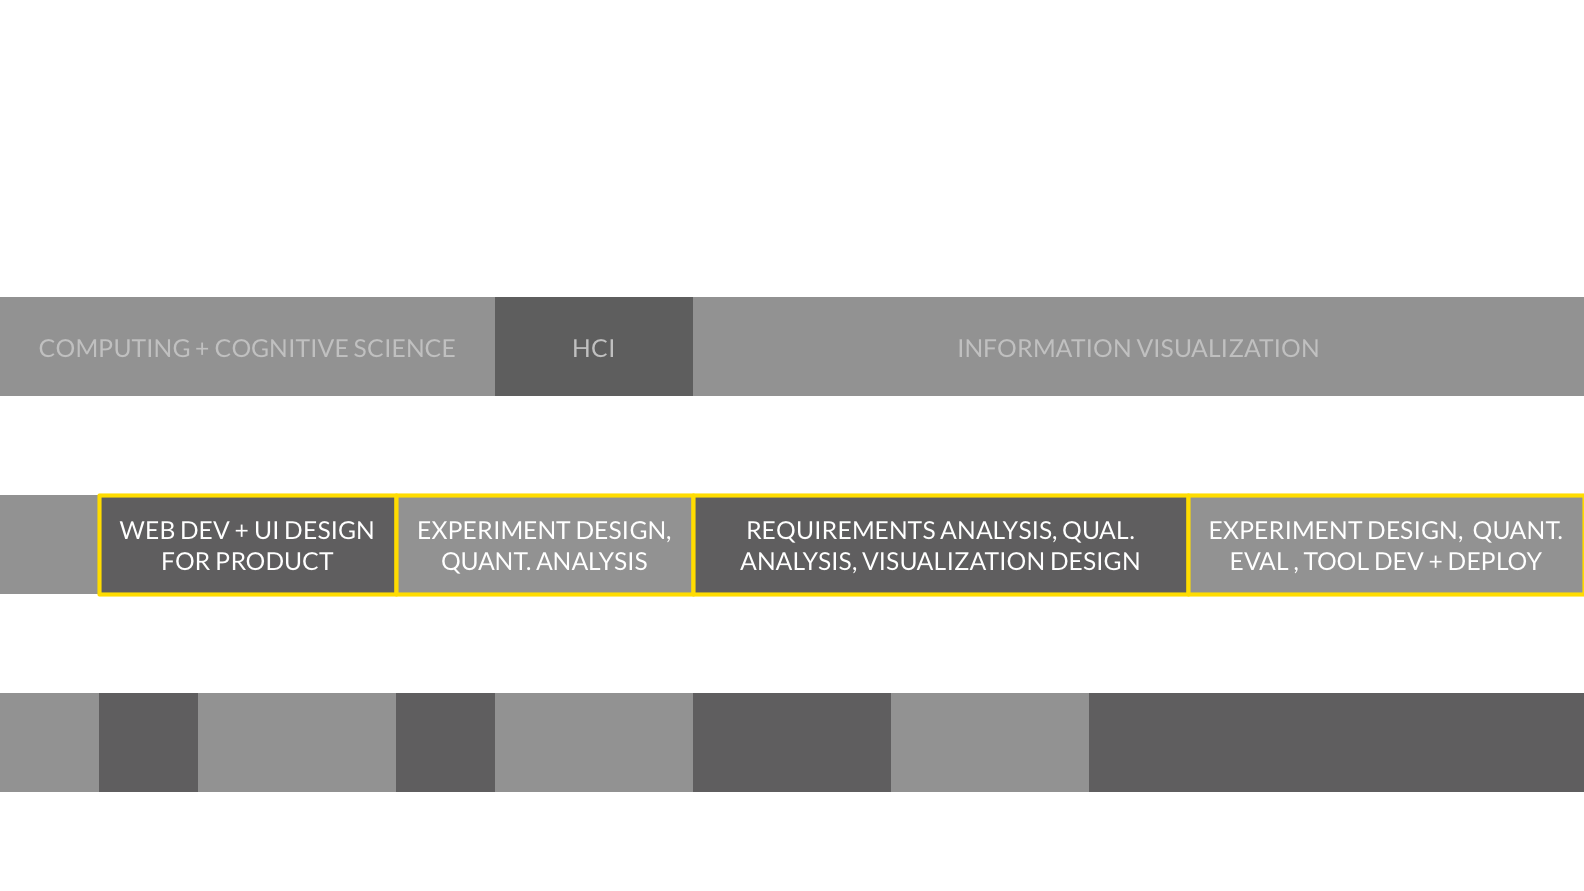 COMPUTING + COGNITIVE SCIENCE
HCI
INFORMATION VISUALIZATION
WEB DEV + UI DESIGN
FOR PRODUCT
EXPERIMENT DESIGN,
QUANT. ANALYSIS
REQUIREMENTS ANALYSIS, QUAL.
ANALYSIS, VISUALIZATION DESIGN
EXPERIMENT DESIGN,  QUANT.
EVAL , TOOL DEV + DEPLOY